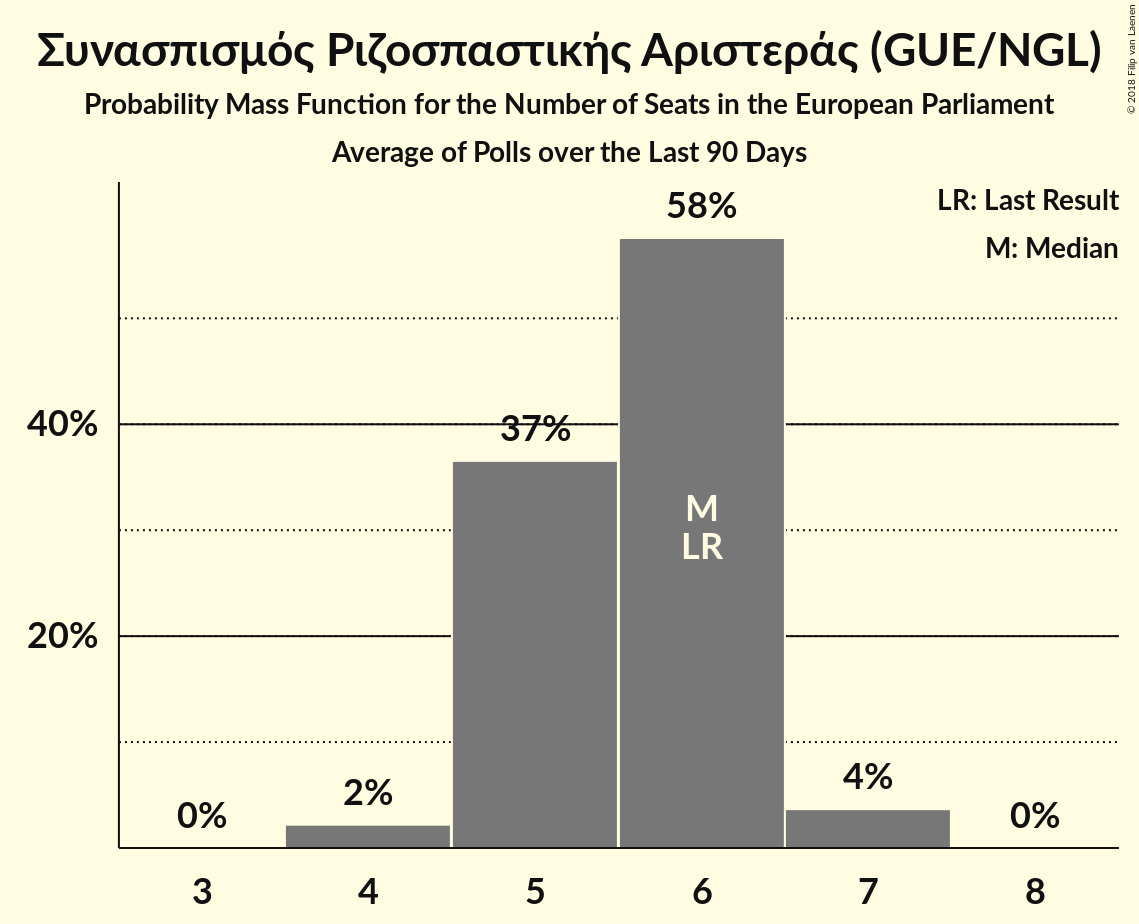 Συνασπισμός Ριζοσπαστικής Αριστεράς (GUE/NGL)
Probability Mass Function for the Number of Seats in the European Parliament
Average of Polls over the Last 90 Days
© 2018 Filip van Laenen
LR: Last Result
M: Median
58%
40%
37%
M
LR
20%
4%
2%
0%
0%
3 4 5 6 7 8